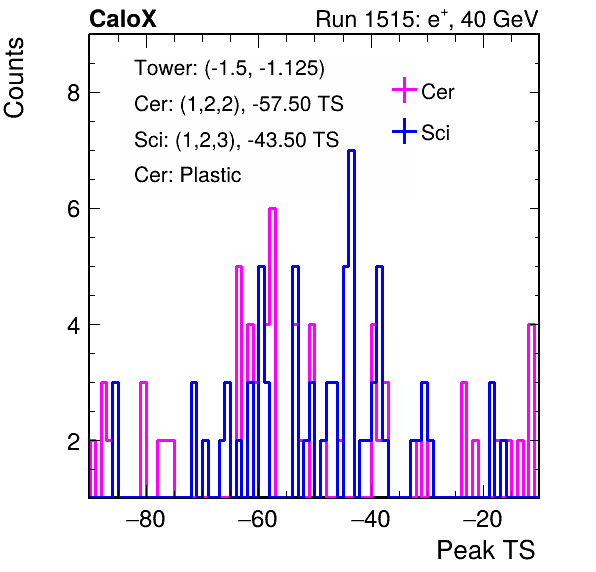 CaloX Run 1515: e⁺, 40 GeV
Counts
Tower: (-1.5, -1.125)
Cer: (1,2,2), -57.50 TS
Sci: (1,2,3), -43.50 TS
Cer: Plastic
Cer
Sci
8
6
4
2
−80 −60 −40 −20
Peak TS